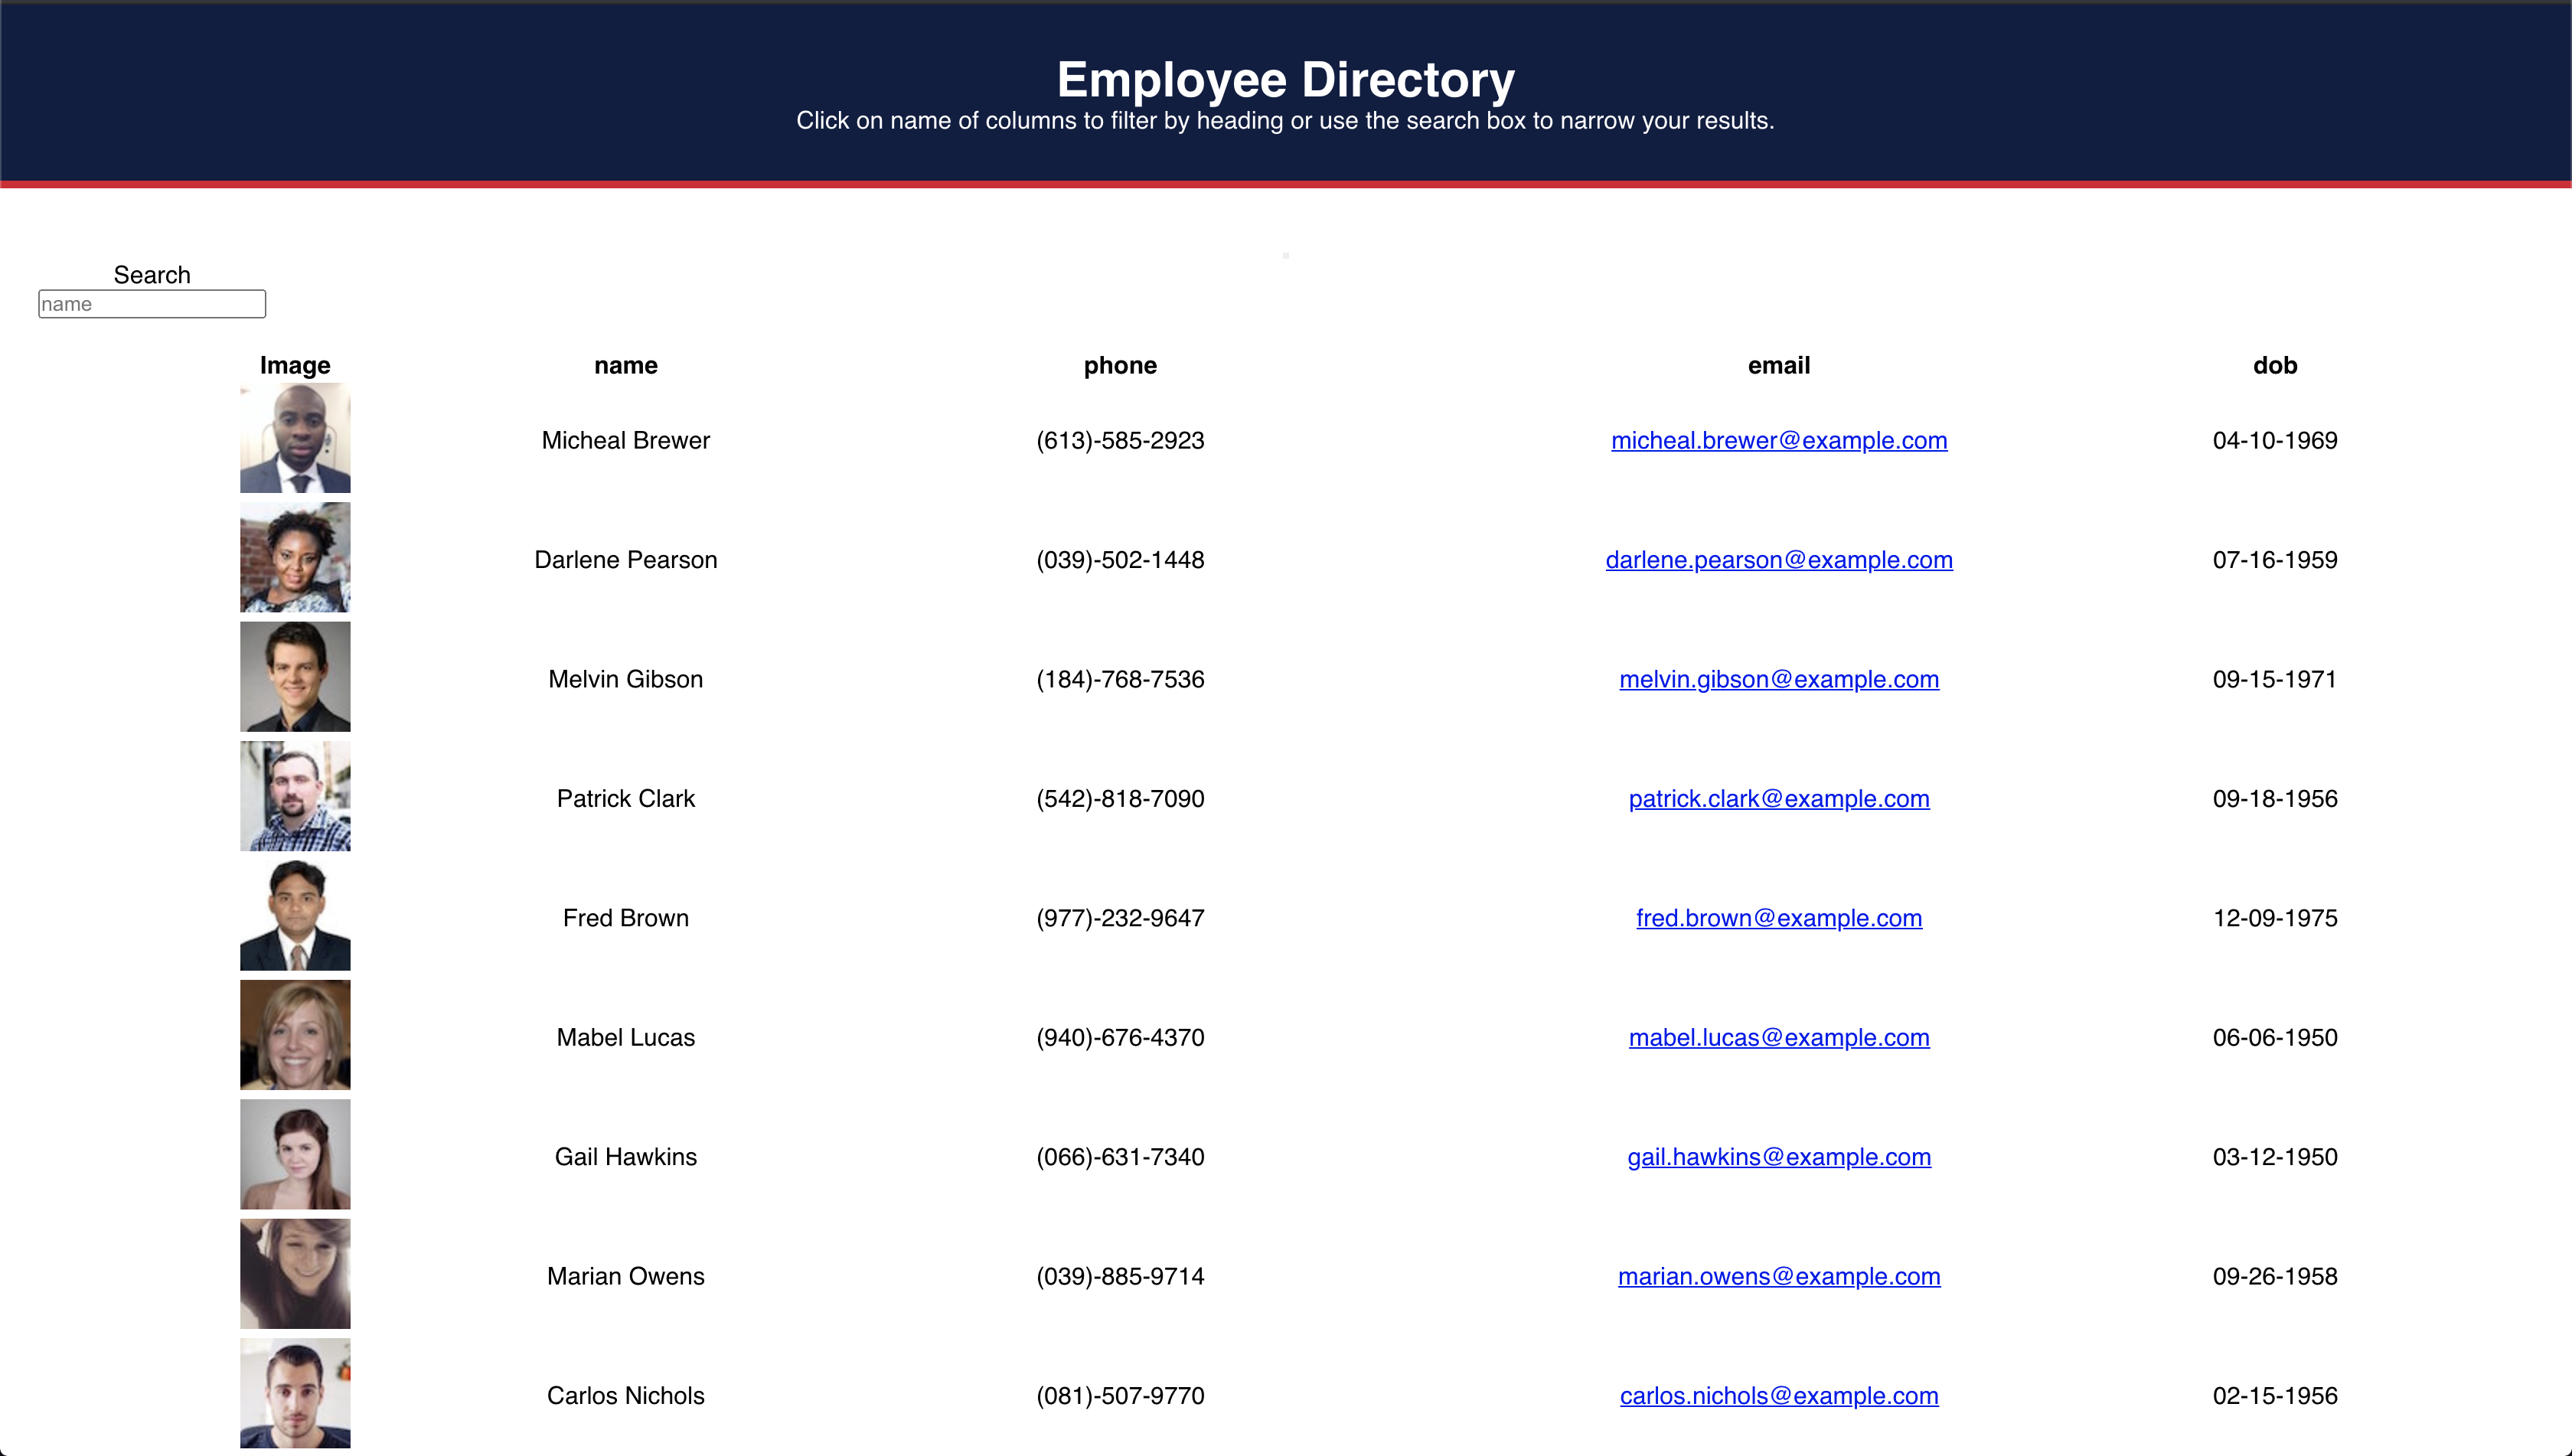 Employee Directory
Click on name of columns to filter by heading or use the search box to narrow your results.
Search
name
Image name phone email dob
Micheal Brewer (613)-585-2923 micheal.brewer@example.com 04-10-1969
Darlene Pearson (039)-502-1448 darlene.pearson@example.com 07-16-1959
Melvin Gibson (184)-768-7536 melvin.gibson@example.com 09-15-1971
Patrick Clark (542)-818-7090 patrick.clark@example.com 09-18-1956
Fred Brown (977)-232-9647 fred.brown@example.com 12-09-1975
Mabel Lucas (940)-676-4370 mabel.lucas@example.com 06-06-1950
Gail Hawkins (066)-631-7340 gail.hawkins@example.com 03-12-1950
Marian Owens (039)-885-9714 marian.owens@example.com 09-26-1958
Carlos Nichols (081)-507-9770 carlos.nichols@example.com 02-15-1956